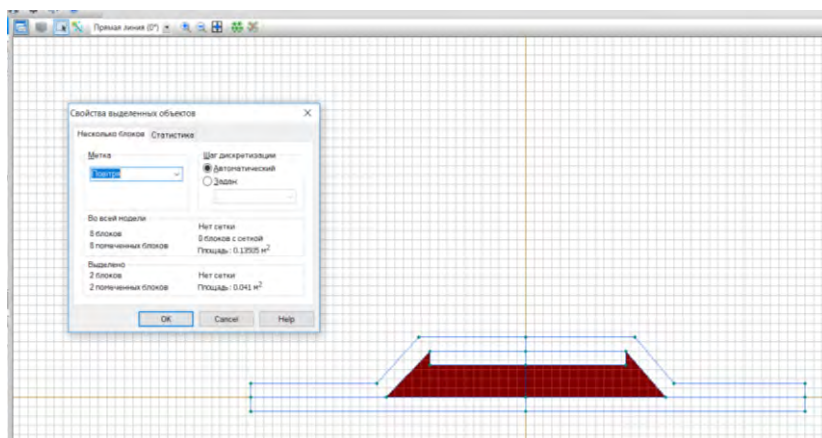 Прямая линия (0°)
Свойства выделенных объектов
Несколько блоков Статистика
Метка
Повітря
Шаг дискретизации
Автоматический
Задан:
Во всей модели
8 блоков
8 помеченных блоков
Нет сетки
0 блоков с сеткой
Площадь: 0.13505 м²
Выделено
2 блоков
2 помеченных блоков
Нет сетки
Площадь: 0.041 м²
OK Cancel Help